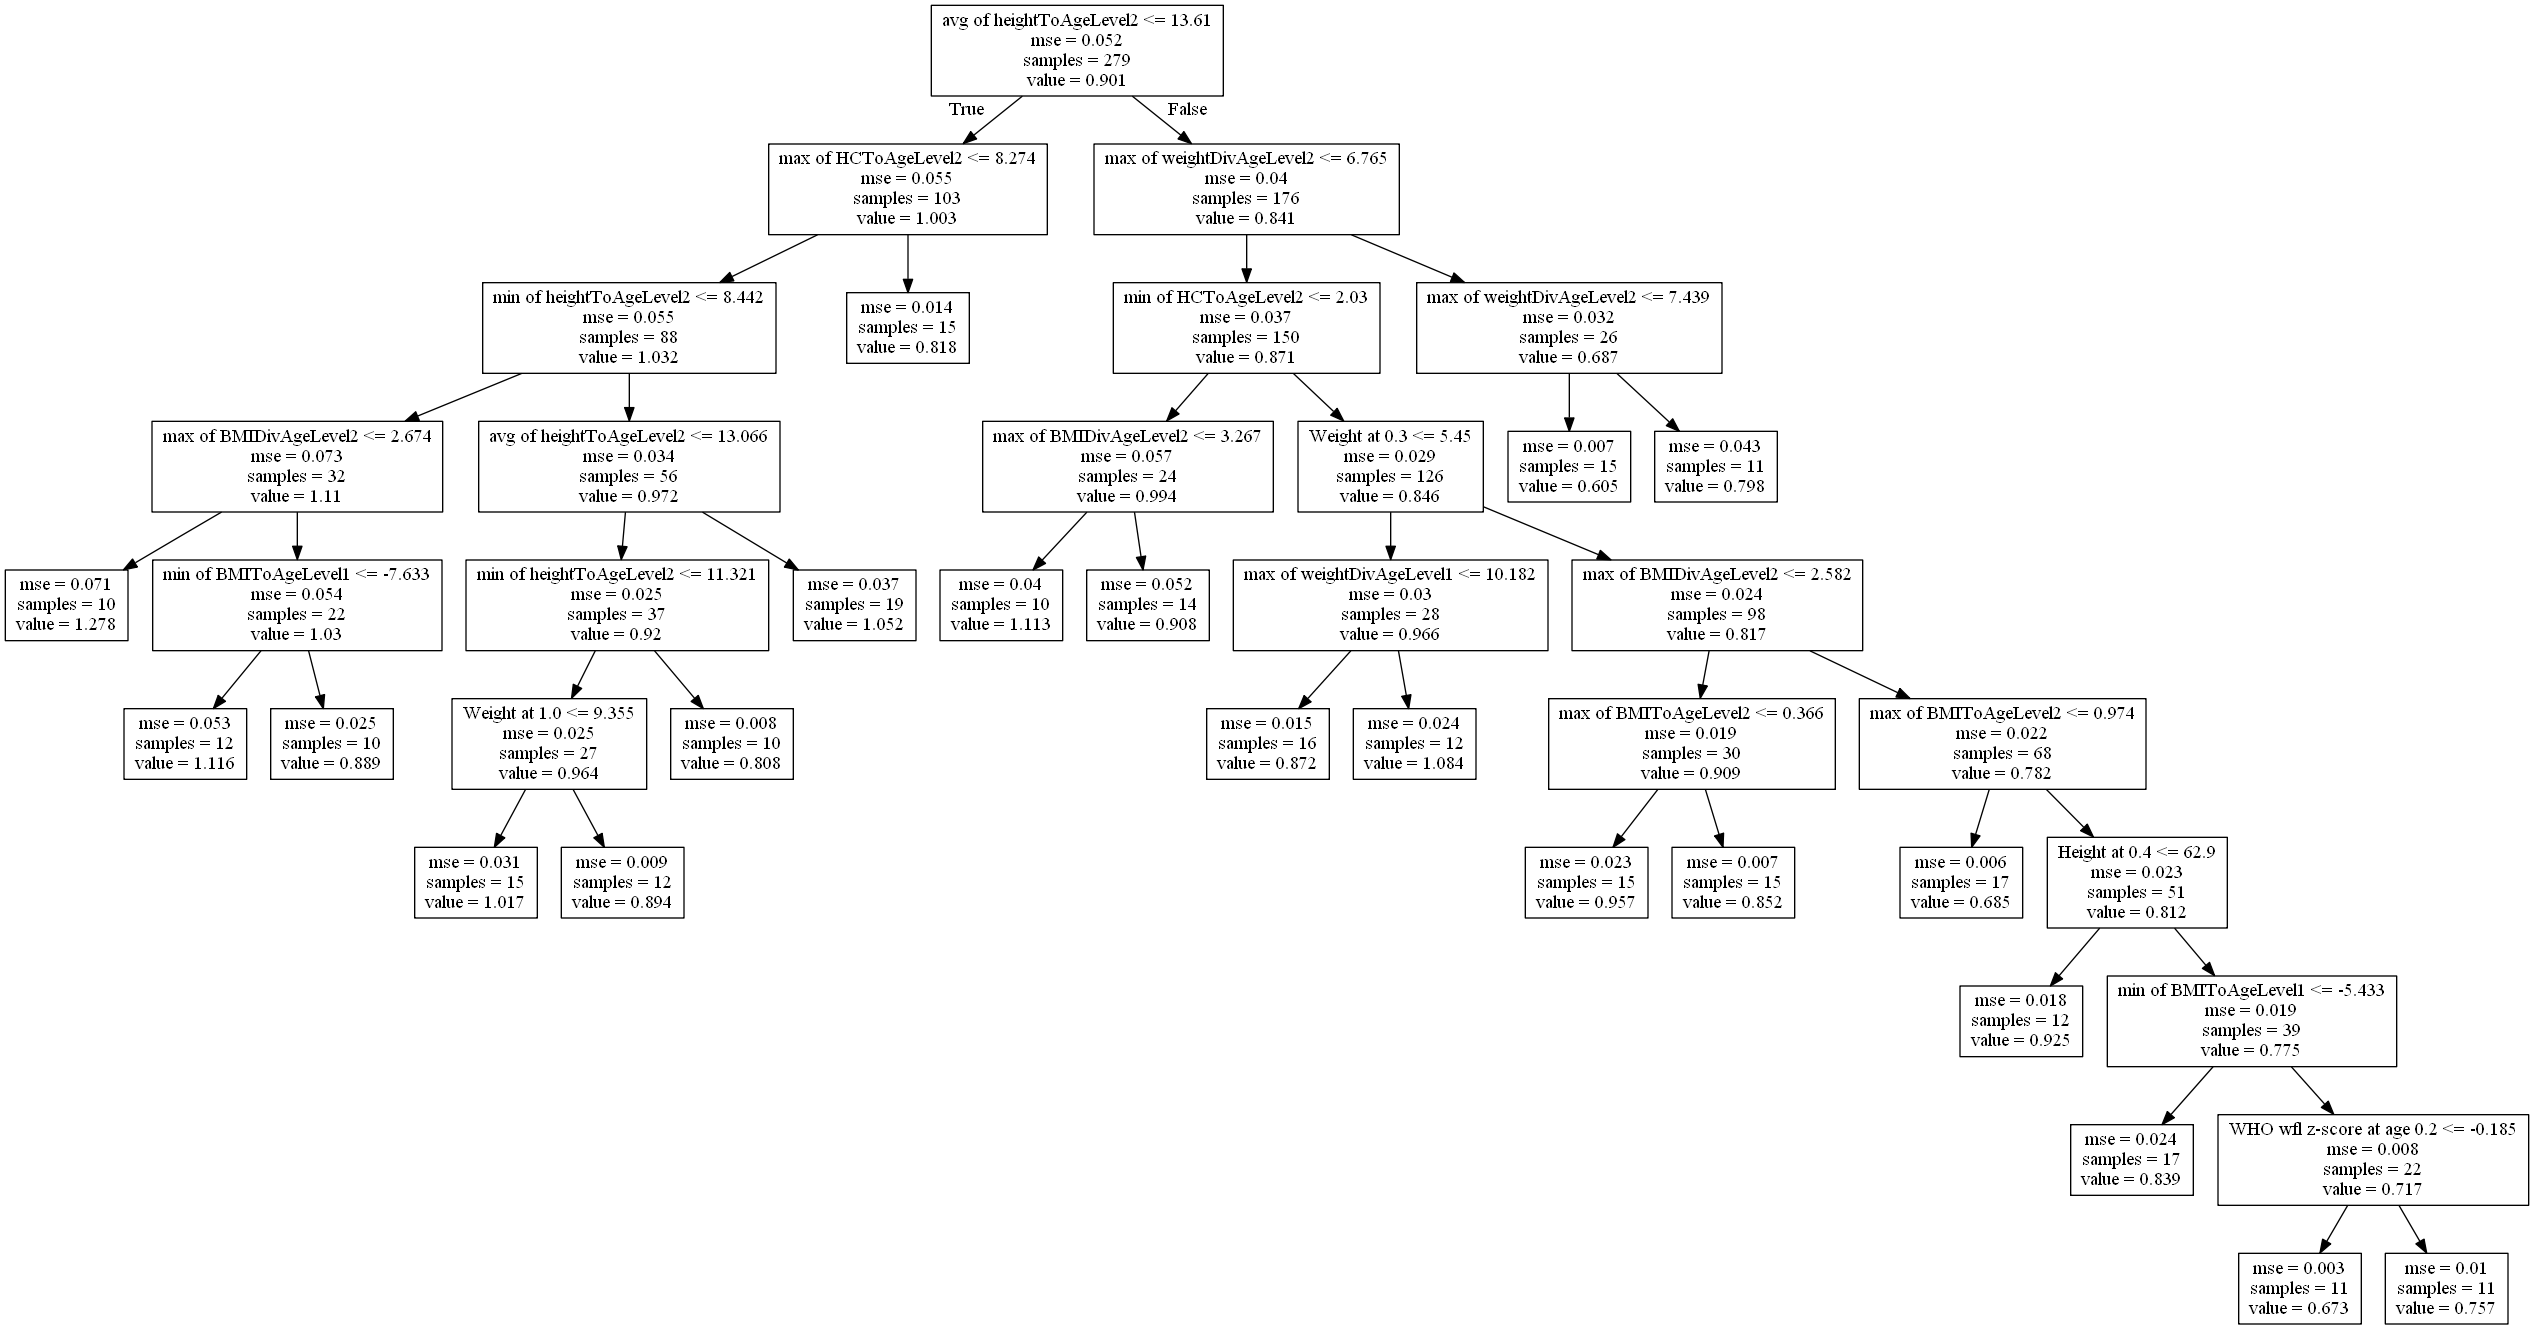 avg of heightToAgeLevel2 <= 13.61
mse = 0.052
samples = 279
value = 0.901
True
False
max of HCToAgeLevel2 <= 8.274
mse = 0.055
samples = 103
value = 1.003
max of weightDivAgeLevel2 <= 6.765
mse = 0.04
samples = 176
value = 0.841
min of heightToAgeLevel2 <= 8.442
mse = 0.055
samples = 88
value = 1.032
mse = 0.014
samples = 15
value = 0.818
min of HCToAgeLevel2 <= 2.03
mse = 0.037
samples = 150
value = 0.871
max of weightDivAgeLevel2 <= 7.439
mse = 0.032
samples = 26
value = 0.687
max of BMIDivAgeLevel2 <= 2.674
mse = 0.073
samples = 32
value = 1.11
avg of heightToAgeLevel2 <= 13.066
mse = 0.034
samples = 56
value = 0.972
max of BMIDivAgeLevel2 <= 3.267
mse = 0.057
samples = 24
value = 0.994
Weight at 0.3 <= 5.45
mse = 0.029
samples = 126
value = 0.846
mse = 0.007
samples = 15
value = 0.605
mse = 0.043
samples = 11
value = 0.798
mse = 0.071
samples = 10
value = 1.278
min of BMIToAgeLevel1 <= -7.633
mse = 0.054
samples = 22
value = 1.03
min of heightToAgeLevel2 <= 11.321
mse = 0.025
samples = 37
value = 0.92
mse = 0.037
samples = 19
value = 1.052
mse = 0.04
samples = 10
value = 1.113
mse = 0.052
samples = 14
value = 0.908
max of weightDivAgeLevel1 <= 10.182
mse = 0.03
samples = 28
value = 0.966
max of BMIDivAgeLevel2 <= 2.582
mse = 0.024
samples = 98
value = 0.817
mse = 0.053
samples = 12
value = 1.116
mse = 0.025
samples = 10
value = 0.889
Weight at 1.0 <= 9.355
mse = 0.025
samples = 27
value = 0.964
mse = 0.008
samples = 10
value = 0.808
mse = 0.015
samples = 16
value = 0.872
mse = 0.024
samples = 12
value = 1.084
max of BMIToAgeLevel2 <= 0.366
mse = 0.019
samples = 30
value = 0.909
max of BMIToAgeLevel2 <= 0.974
mse = 0.022
samples = 68
value = 0.782
mse = 0.031
samples = 15
value = 1.017
mse = 0.009
samples = 12
value = 0.894
mse = 0.023
samples = 15
value = 0.957
mse = 0.007
samples = 15
value = 0.852
mse = 0.006
samples = 17
value = 0.685
Height at 0.4 <= 62.9
mse = 0.023
samples = 51
value = 0.812
mse = 0.018
samples = 12
value = 0.925
min of BMIToAgeLevel1 <= -5.433
mse = 0.019
samples = 39
value = 0.775
mse = 0.024
samples = 17
value = 0.839
WHO wfl z-score at age 0.2 <= -0.185
mse = 0.008
samples = 22
value = 0.717
mse = 0.003
samples = 11
value = 0.673
mse = 0.01
samples = 11
value = 0.757